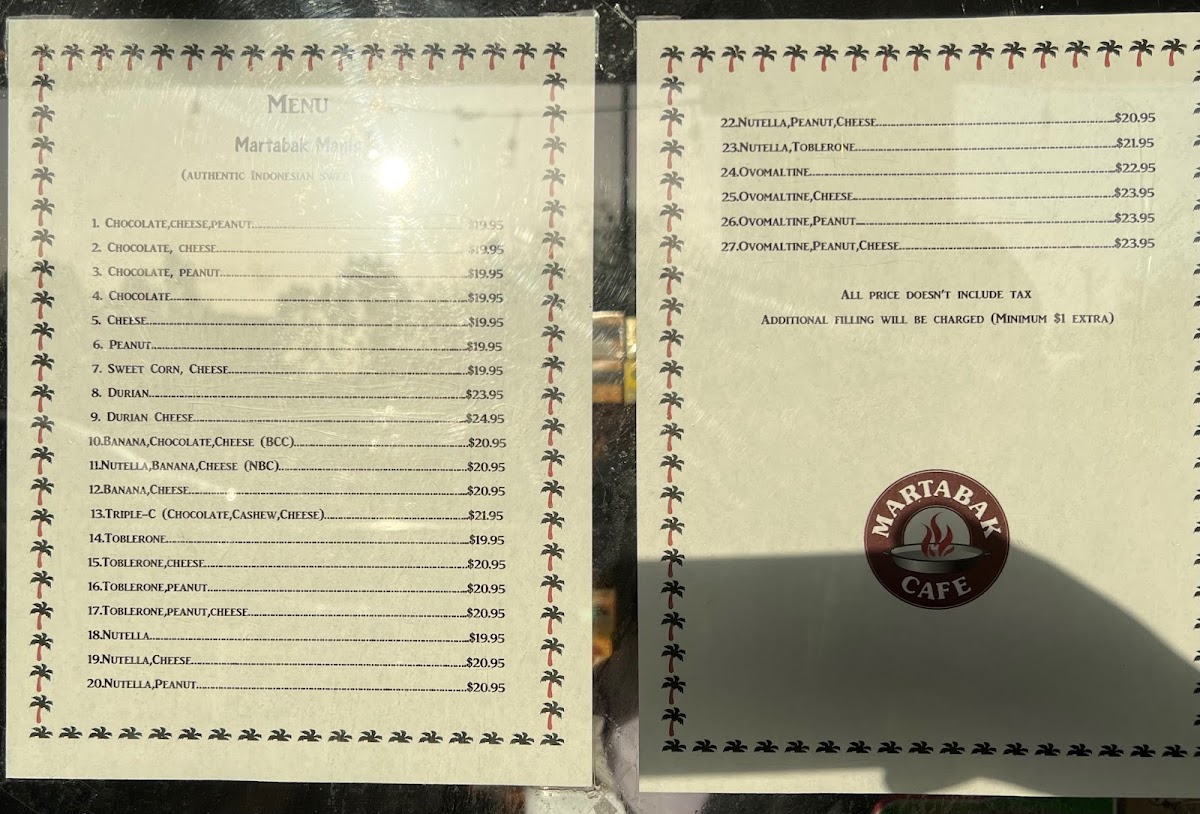 Menu
Martabak Manis
(authentic Indonesian swee
1. Chocolate,cheese,peanut $19.95
2. Chocolate, cheese $19.95
3. Chocolate, peanut $19.95
4. Chocolate $19.95
5. Cheese $19.95
6. Peanut $19.95
7. Sweet Corn, Cheese $19.95
8. Durian $23.95
9. Durian Cheese $24.95
10.Banana,Chocolate,Cheese (BCC) $20.95
11.Nutella,Banana,Cheese (NBC) $20.95
12.Banana,Cheese $20.95
13.Triple-C (Chocolate,Cashew,Cheese) $21.95
14.Toblerone $19.95
15.Toblerone,cheese $20.95
16.Toblerone,peanut $20.95
17.Toblerone,peanut,cheese $20.95
18.Nutella $19.95
19.Nutella,Cheese $20.95
20.Nutella,Peanut $20.95
22.Nutella,Peanut,Cheese $20.95
23.Nutella,Toblerone $21.95
24.Ovomaltine $22.95
25.Ovomaltine,Cheese $23.95
26.Ovomaltine,Peanut $23.95
27.Ovomaltine,Peanut,Cheese $23.95
All price doesn't include tax
Additional filling will be charged (Minimum $1 extra)
MARTABAK
CAFE